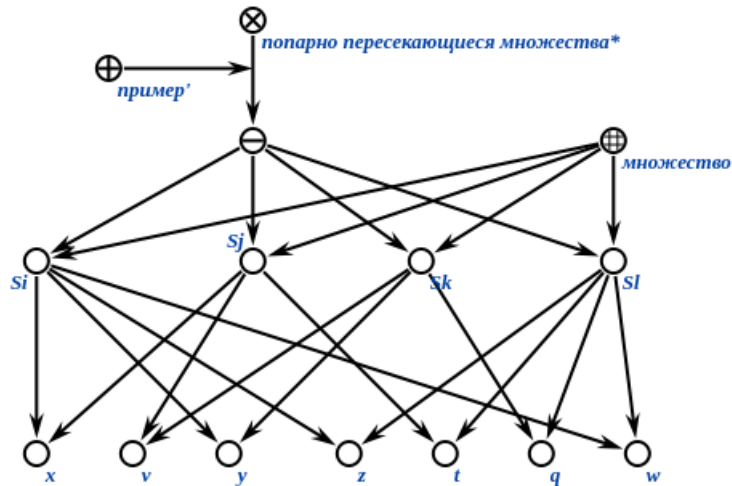 попарно пересекающиеся множества*
пример'
множество
Sj
Si
Sk
Sl
x
v
y
z
t
q
w